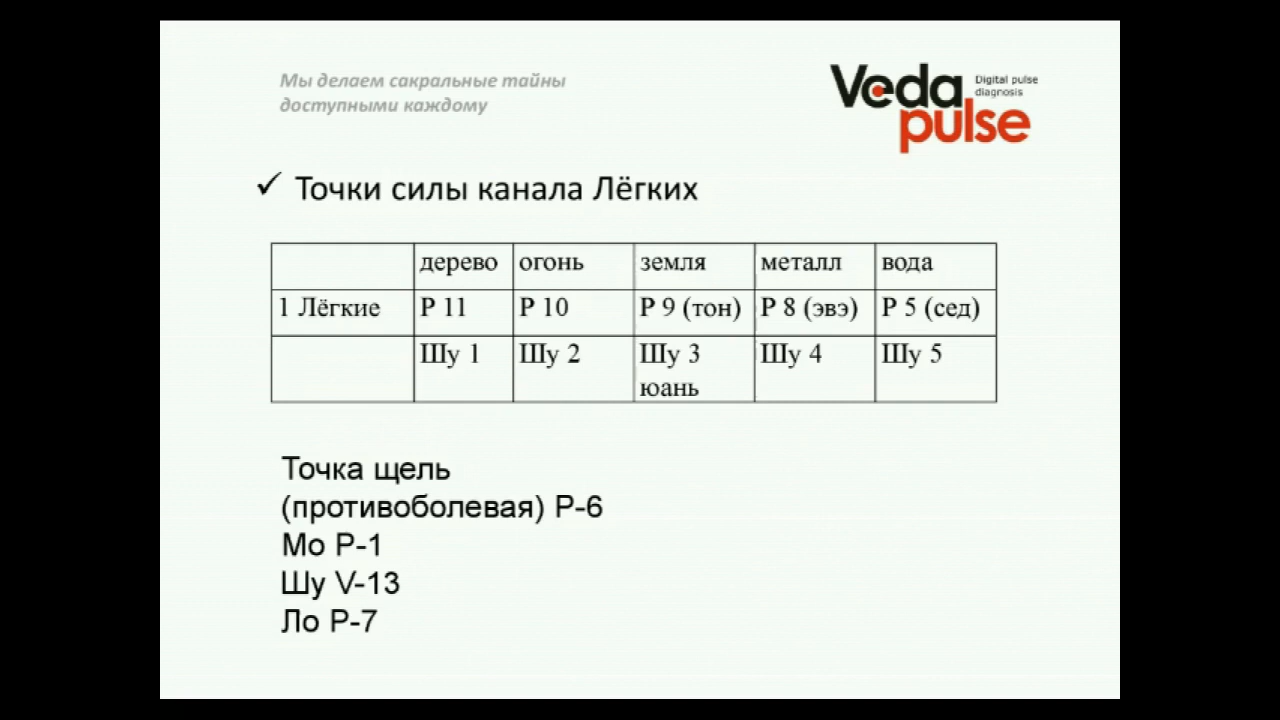 Мы делаем сакральные тайны
доступными каждому
Veda
pulse
Digital pulse
diagnosis
✓ Точки силы канала Лёгких
дерево огонь земля металл вода
1 Лёгкие Р 11 Р 10 Р 9 (тон) Р 8 (эвэ) Р 5 (сед)
Шу 1 Шу 2 Шу 3 Шу 4 Шу 5
юань
Точка щель
(противоболевая) Р-6
Мо Р-1
Шу V-13
Ло Р-7